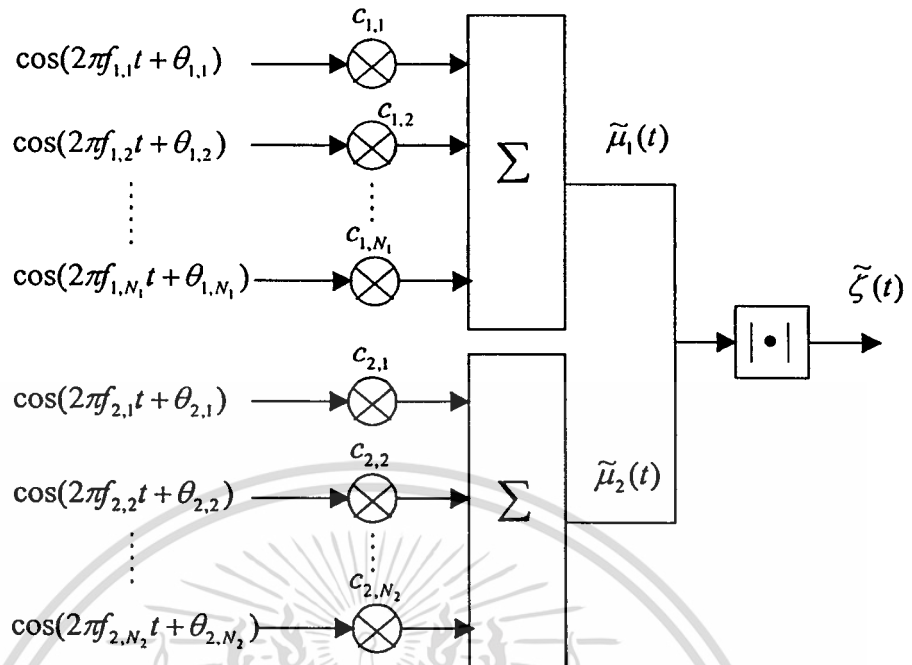 c_{1,1}
cos(2πf_{1,1}t + θ_{1,1})
c_{1,2}
cos(2πf_{1,2}t + θ_{1,2})
Σ
μ̃_1(t)
c_{1,N_1}
cos(2πf_{1,N_1}t + θ_{1,N_1})
ζ̃(t)
|•|
c_{2,1}
cos(2πf_{2,1}t + θ_{2,1})
c_{2,2}
cos(2πf_{2,2}t + θ_{2,2})
Σ
μ̃_2(t)
c_{2,N_2}
cos(2πf_{2,N_2}t + θ_{2,N_2})